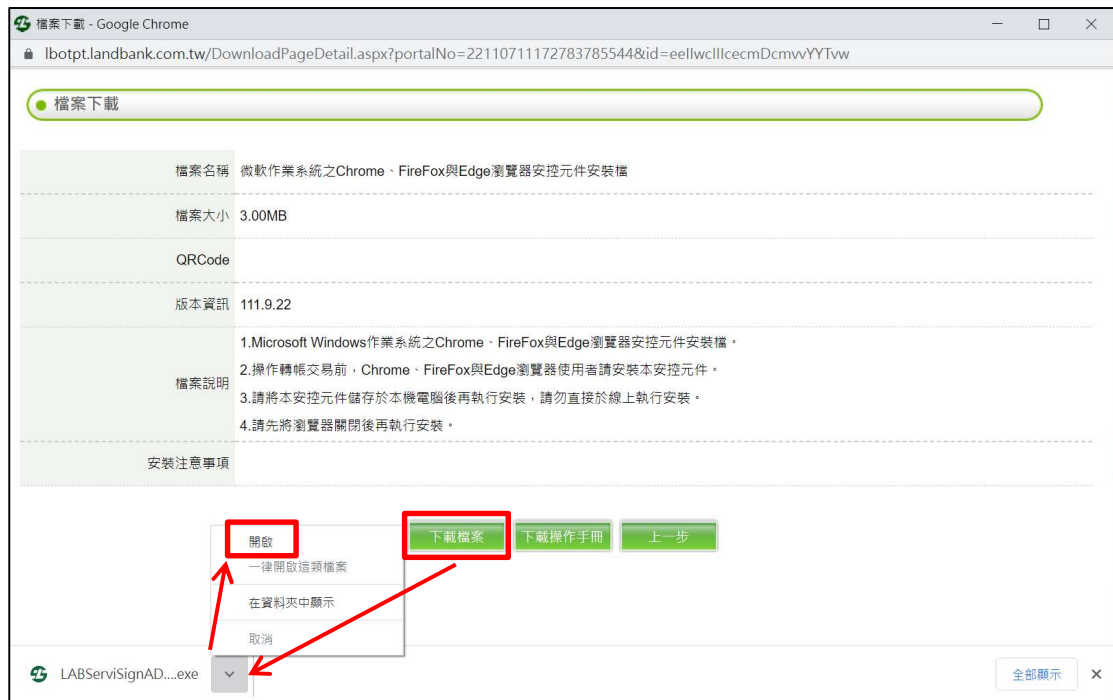 檔案下載 - Google Chrome
lbotpt.landbank.com.tw/DownloadPageDetail.aspx?portalNo=22110711172783785544&id=eeIIwcIIIcecmDcmvvYYTvw
檔案下載
檔案名稱 微軟作業系統之Chrome、FireFox與Edge瀏覽器安控元件安裝檔
檔案大小 3.00MB
QRCode
版本資訊 111.9.22
檔案說明
1.Microsoft Windows作業系統之Chrome、FireFox與Edge瀏覽器安控元件安裝檔。
2.操作轉帳交易前，Chrome、FireFox與Edge瀏覽器使用者請安裝本安控元件。
3.請將本安控元件儲存於本機電腦後再執行安裝，請勿直接於線上執行安裝。
4.請先將瀏覽器關閉後再執行安裝。
安裝注意事項
下載檔案 下載操作手冊 上一步
開啟
一律開啟這類檔案
在資料夾中顯示
取消
LABServiSignAD....exe
全部顯示